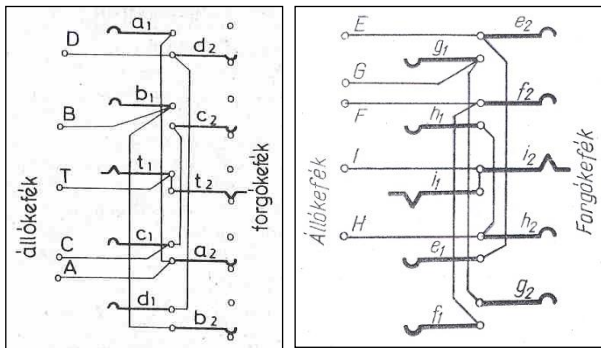 a1
D
d2
b1
B
c2
t1
T
t2
állókefék
forgókefék
c1
C
a2
A
d1
b2
E
e2
g1
G
F
f2
h1
I
i2
i1
Állókefék
Forgókefék
H
h2
e1
g2
f1